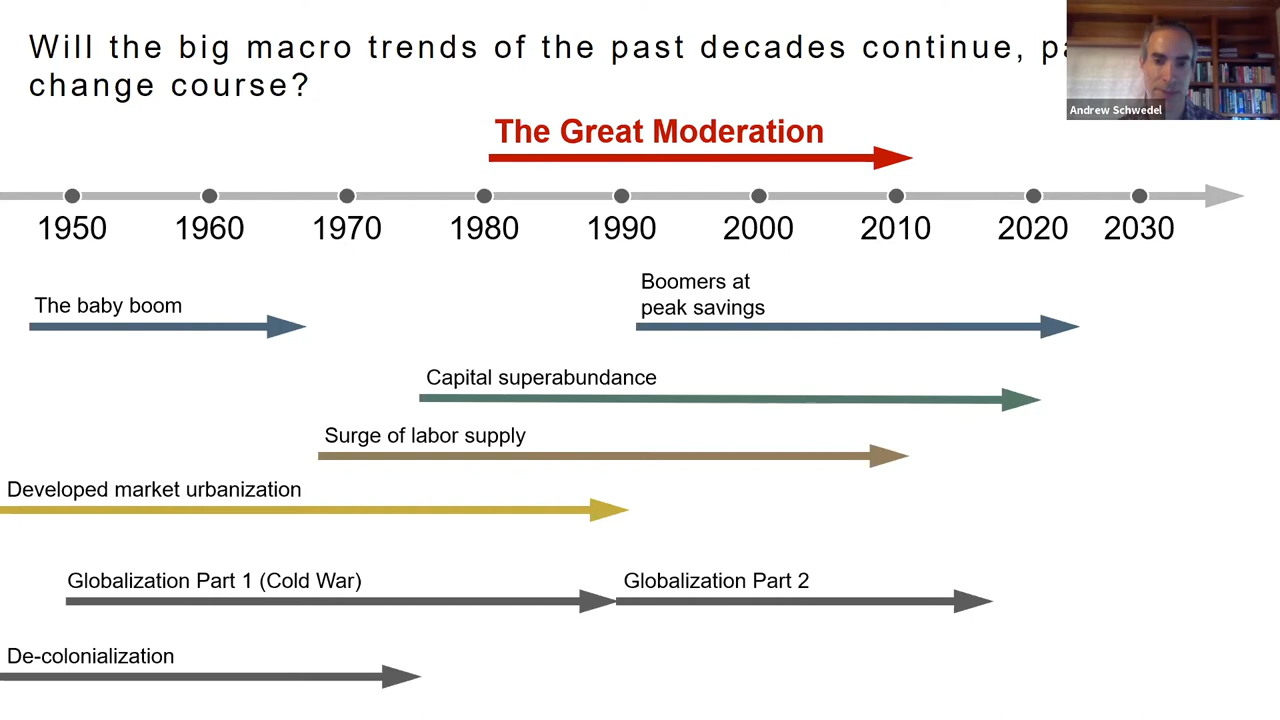 Will the big macro trends of the past decades continue,
change course?
Andrew Schwedel
The Great Moderation
1950 1960 1970 1980 1990 2000 2010 2020 2030
The baby boom
Boomers at
peak savings
Capital superabundance
Surge of labor supply
Developed market urbanization
Globalization Part 1 (Cold War)
Globalization Part 2
De-colonialization